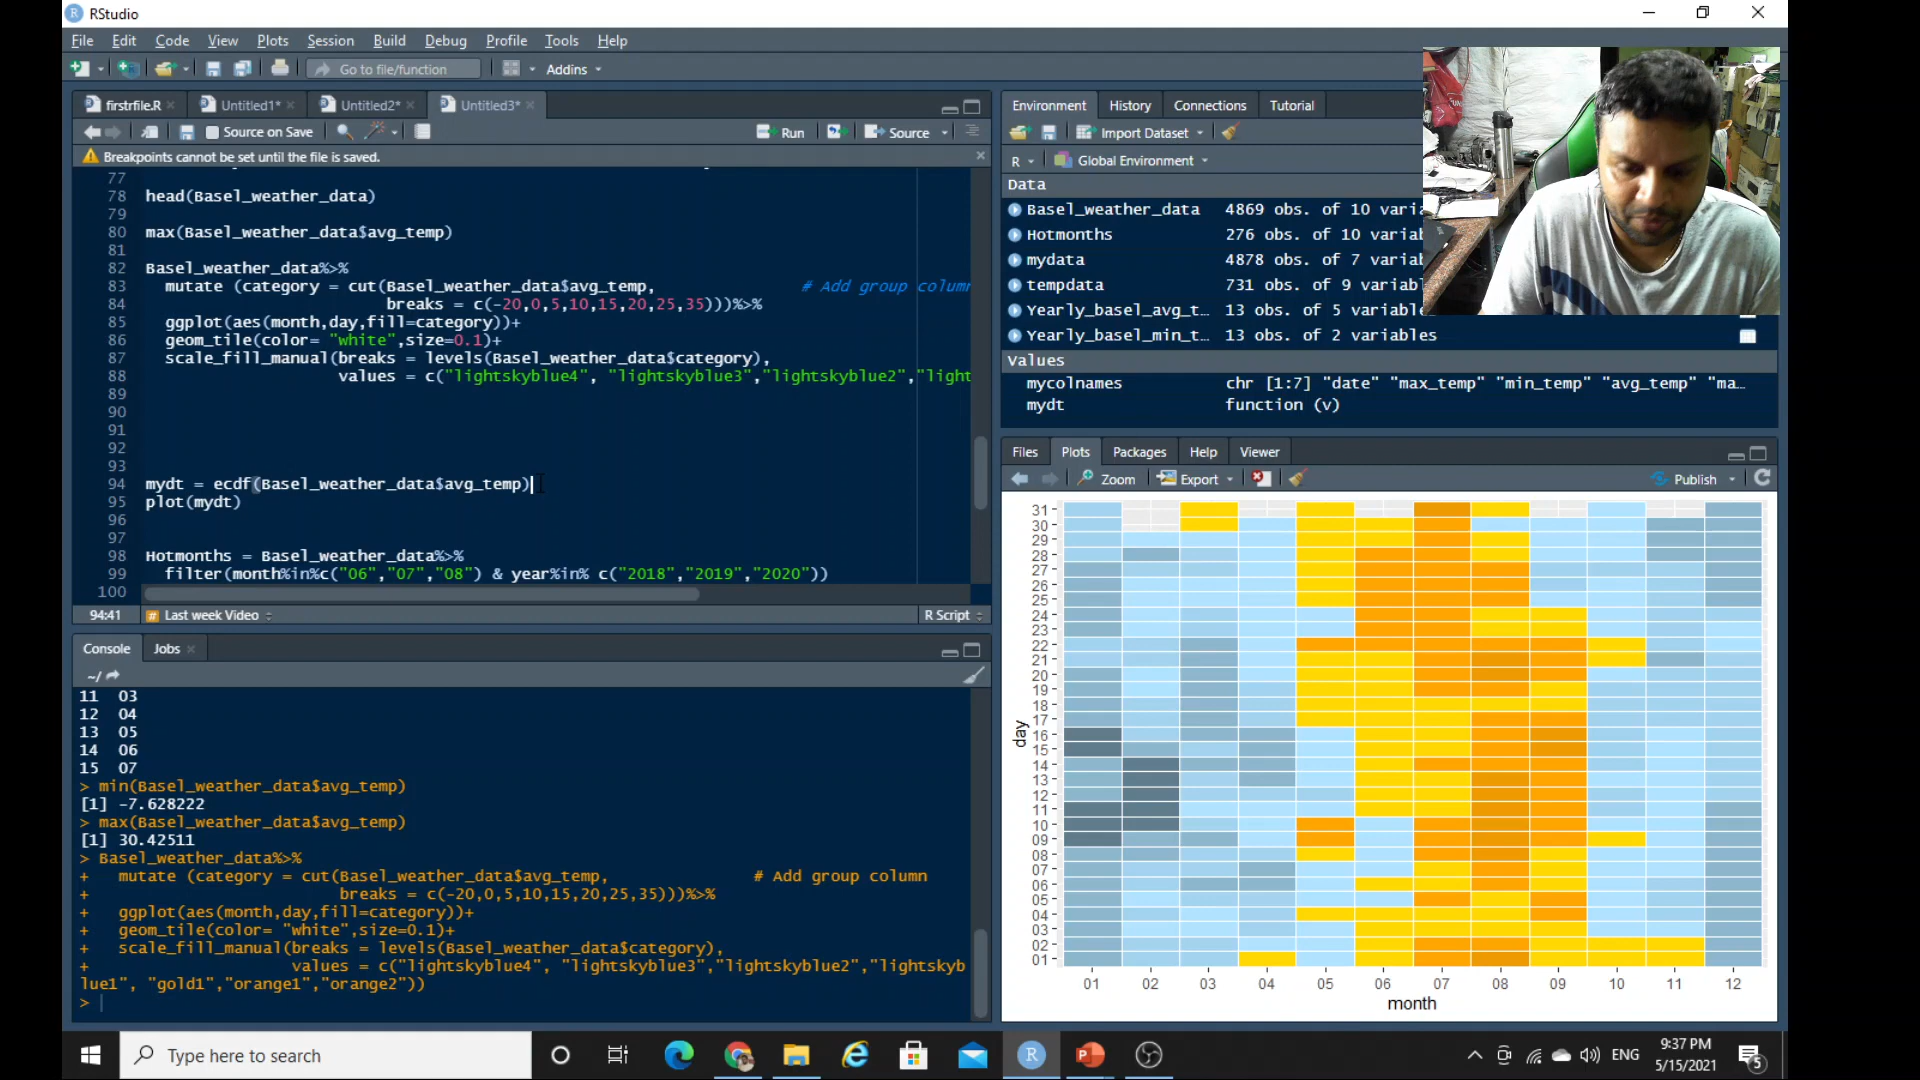 RStudio
File Edit Code View Plots Session Build Debug Profile Tools Help
Go to file/function Addins
firstfile.R Untitled1* Untitled2* Untitled3*
Source on Save Run Source
Breakpoints cannot be set until the file is saved.
77
78 head(Basel_weather_data)
79
80 max(Basel_weather_data$avg_temp)
81
82 Basel_weather_data%>%
83 mutate (category = cut(Basel_weather_data$avg_temp, # Add group column
84 breaks = c(-20,0,5,10,15,20,25,35)))%>%
85 ggplot(aes(month,day,fill=category))+
86 geom_tile(color= "white",size=0.1)+
87 scale_fill_manual(breaks = levels(Basel_weather_data$category),
88 values = c("lightskyblue4", "lightskyblue3","lightskyblue2","light
89
90
91
92
93
94 mydt = ecdf(Basel_weather_data$avg_temp)
95 plot(mydt)
96
97
98 Hotmonths = Basel_weather_data%>%
99 filter(month%in%c("06","07","08") & year%in% c("2018","2019","2020"))
100
94:41 # Last week Video R Script
Console Jobs
~/
11 03
12 04
13 05
14 06
15 07
> min(Basel_weather_data$avg_temp)
[1] -7.628222
> max(Basel_weather_data$avg_temp)
[1] 30.42511
> Basel_weather_data%>%
+ mutate (category = cut(Basel_weather_data$avg_temp, # Add group column
+ breaks = c(-20,0,5,10,15,20,25,35)))%>%
+ ggplot(aes(month,day,fill=category))+
+ geom_tile(color= "white",size=0.1)+
+ scale_fill_manual(breaks = levels(Basel_weather_data$category),
+ values = c("lightskyblue4", "lightskyblue3","lightskyblue2","lightskyb
lue1", "gold1","orange1","orange2"))
>
Environment History Connections Tutorial
Import Dataset
R Global Environment
Data
Basel_weather_data 4869 obs. of 10 varia
Hotmonths 276 obs. of 10 variab
mydata 4878 obs. of 7 variab
tempdata 731 obs. of 9 variab
Yearly_basel_avg_t… 13 obs. of 5 variables
Yearly_basel_min_t… 13 obs. of 2 variables
Values
mycolnames chr [1:7] "date" "max_temp" "min_temp" "avg_temp" "ma…
mydt function (v)
Files Plots Packages Help Viewer
Zoom Export Publish
31
30
29
28
27
26
25
24
23
22
21
20
19
18
17
16
15
14
13
12
11
10
09
08
07
06
05
04
03
02
01
day
01 02 03 04 05 06 07 08 09 10 11 12
month
Type here to search
ENG
9:37 PM
5/15/2021
5